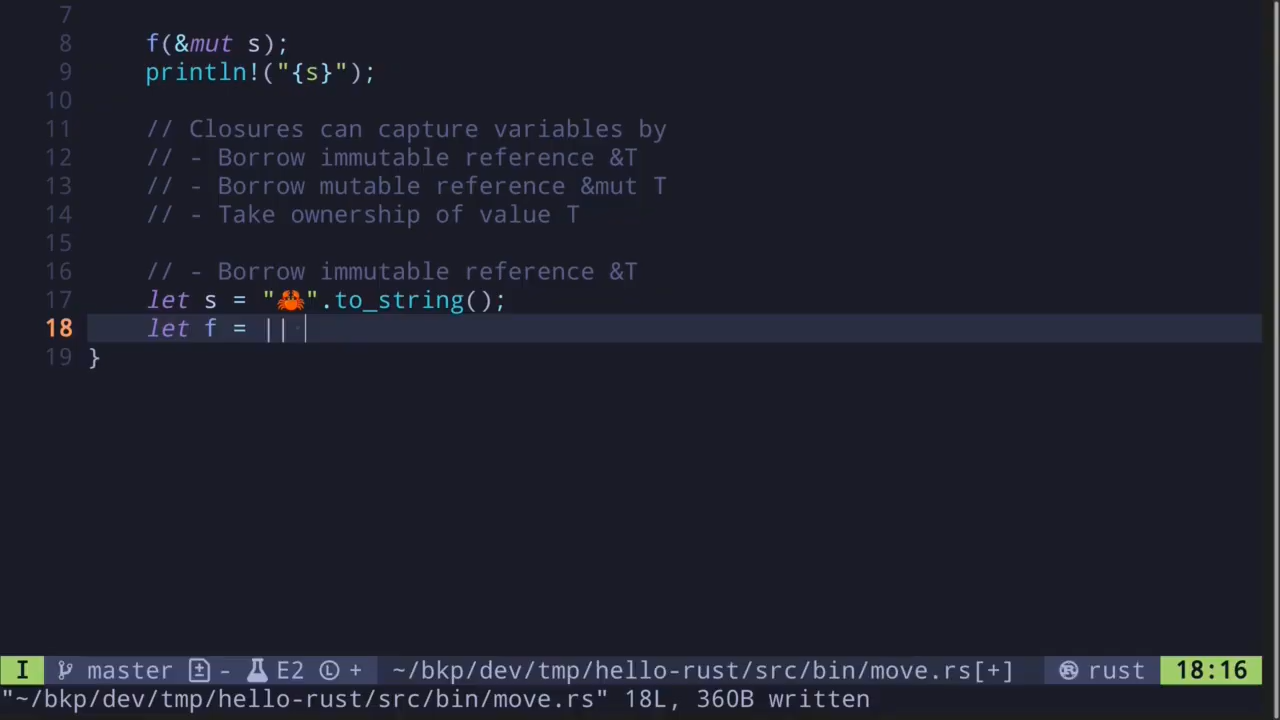 7
8 f(&mut s);
9 println!("{s}");
10
11 // Closures can capture variables by
12 // - Borrow immutable reference &T
13 // - Borrow mutable reference &mut T
14 // - Take ownership of value T
15
16 // - Borrow immutable reference &T
17 let s = "🦀".to_string();
18 let f = ||
19 }
I master - E2 Ⓛ + ~/bkp/dev/tmp/hello-rust/src/bin/move.rs[+] rust 18:16
"~/bkp/dev/tmp/hello-rust/src/bin/move.rs" 18L, 360B written